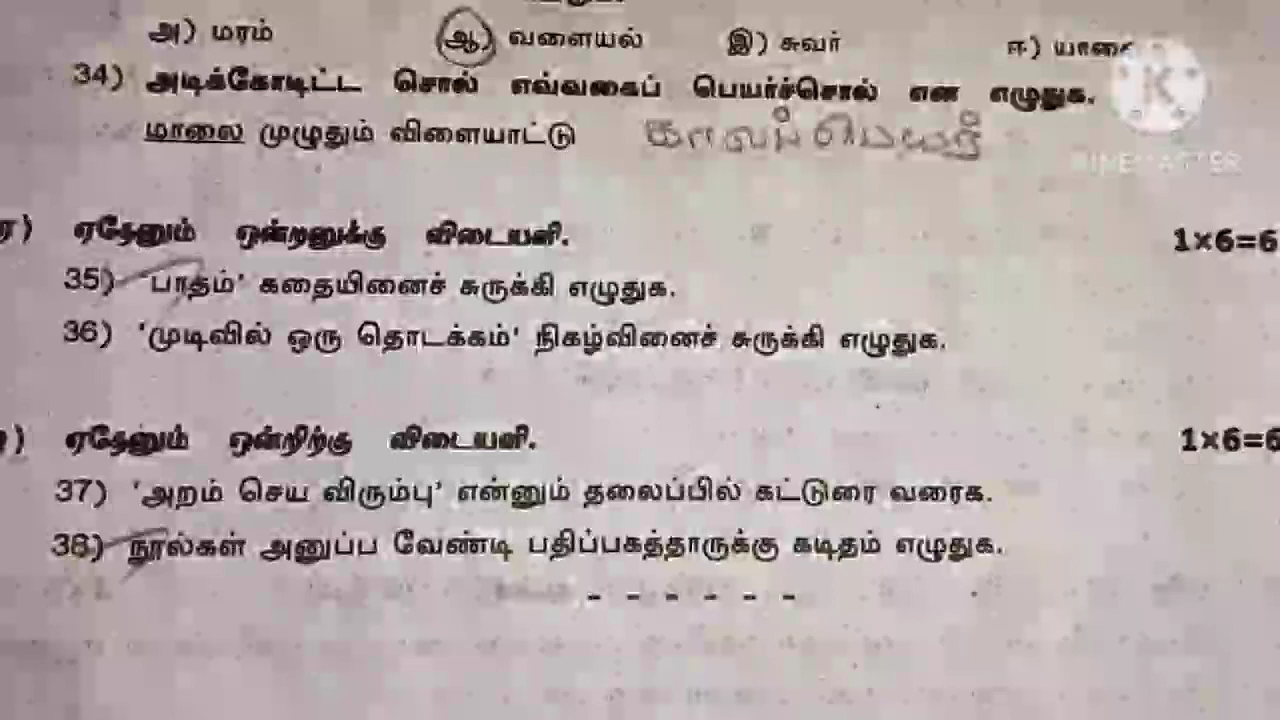 அ) மரம் ஆ) வளையல் இ) சுவர் ஈ) யானை
34) அடிக்கோடிட்ட சொல் எவ்வகைப் பெயர்ச்சொல் என எழுதுக.
மாலை முழுதும் விளையாட்டு காலப் பெயர்
ஏதேனும் ஒன்றனுக்கு விடையளி. 1×6=6
35) 'பாதம்' கதையினைச் சுருக்கி எழுதுக.
36) 'முடிவில் ஒரு தொடக்கம்' நிகழ்வினைச் சுருக்கி எழுதுக.
ஏதேனும் ஒன்றிற்கு விடையளி. 1×6=6
37) 'அறம் செய விரும்பு' என்னும் தலைப்பில் கட்டுரை வரைக.
38) நூல்கள் அனுப்ப வேண்டி பதிப்பகத்தாருக்கு கடிதம் எழுதுக.
- - - - - -
K
KINEMASTER